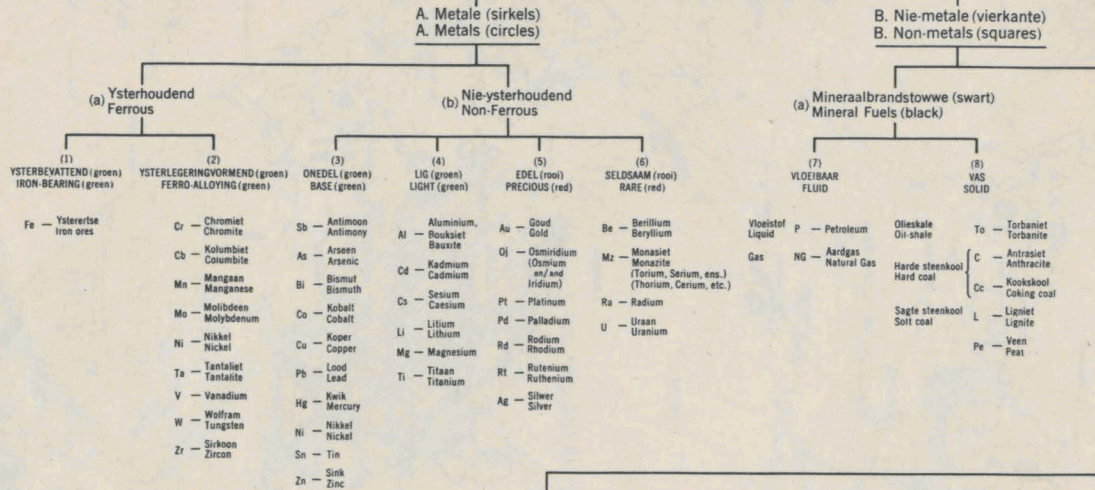 A. Metale (sirkels)
A. Metals (circles)
(a) Ysterhoudend
Ferrous
(1)
YSTERBEVATTEND (groen)
IRON-BEARING (green)
Fe — Ysterertse
Iron ores
(2)
YSTERLEGERINGVORMEND (groen)
FERRO-ALLOYING (green)
Cr — Chromiet
Chromite
Cb — Kolumbiet
Columbite
Mn — Mangaan
Manganese
Mo — Molibdeen
Molybdenum
Ni — Nikkel
Nickel
Ta — Tantaliet
Tantalite
V — Vanadium
W — Wolfram
Tungsten
Zr — Sirkoon
Zircon
(b) Nie-ysterhoudend
Non-Ferrous
(3)
ONEDEL (groen)
BASE (green)
Sb — Antimoon
Antimony
As — Arseen
Arsenic
Bi — Bismut
Bismuth
Co — Kobalt
Cobalt
Cu — Koper
Copper
Pb — Lood
Lead
Hg — Kwik
Mercury
Ni — Nikkel
Nickel
Sn — Tin
Zn — Sink
Zinc
(4)
LIG (groen)
LIGHT (green)
Aluminium,
Al — Bouksiet
Bauxite
Cd — Kadmium
Cadmium
Cs — Sesium
Caesium
Li — Litium
Lithium
Mg — Magnesium
Ti — Titaan
Titanium
(5)
EDEL (rooi)
PRECIOUS (red)
Au — Goud
Gold
Oj — Osmiridium
(Osmium
en/and
Iridium)
Pt — Platinum
Pd — Palladium
Rd — Rodium
Rhodium
Rt — Rutenium
Ruthenium
Ag — Silwer
Silver
(6)
SELDSAAM (rooi)
RARE (red)
Be — Berillium
Beryllium
Mz — Monasiet
Monazite
(Torium, Serium, ens.)
(Thorium, Cerium, etc.)
Ra — Radium
U — Uraan
Uranium
B. Nie-metale (vierkante)
B. Non-metals (squares)
(a) Mineraalbrandstowwe (swart)
Mineral Fuels (black)
(7)
VLOEIBAAR
FLUID
Vloeistof
Liquid P — Petroleum
Gas NG — Aardgas
Natural Gas
(8)
VAS
SOLID
Olieskale
Oil-shale To — Torbaniet
Torbanite
Harde steenkool
Hard coal
C — Antrasiet
Anthracite
Cc — Kookskool
Coking coal
Sagte steenkool
Soft coal L — Ligniet
Lignite
Pe — Veen
Peat